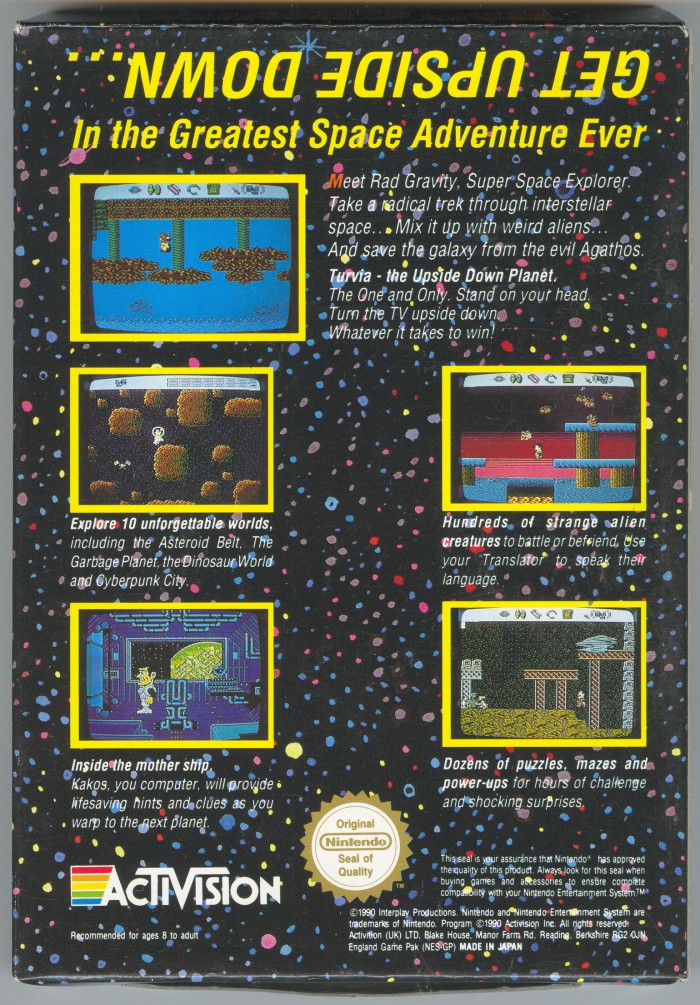 GET UPSIDE DOWN...
In the Greatest Space Adventure Ever
Meet Rad Gravity, Super Space Explorer.
Take a radical trek through interstellar
space... Mix it up with weird aliens...
And save the galaxy from the evil Agathos.
Turvia - the Upside Down Planet.
The One and Only. Stand on your head.
Turn the TV upside down.
Whatever it takes to win!
Explore 10 unforgettable worlds,
including the Asteroid Belt, The
Garbage Planet, the Dinosaur World
and Cyberpunk City.
Hundreds of strange alien
creatures to battle or befriend. Use
your 'Translator' to speak their
language.
Inside the mother ship,
Kakos, you computer, will provide
lifesaving hints and clues as you
warp to the next planet.
Dozens of puzzles, mazes and
power-ups for hours of challenge
and shocking surprises.
Original
Nintendo
Seal of
Quality
TM
This seal is your assurance that Nintendo® has approved
the quality of this product. Always look for this seal when
buying games and accessories to ensure complete
compatibility with your Nintendo Entertainment System.™
ACTIVISION
Recommended for ages 8 to adult
©1990 Interplay Productions. Nintendo and Nintendo Entertainment System are
trademarks of Nintendo. Program ©1990 Activision Inc. All rights reserved.
Activition (UK) LTD, Blake House, Manor Farm Rd, Reading, Berkshire RG2 OJN,
England Game Pak (NES-GP) MADE IN JAPAN